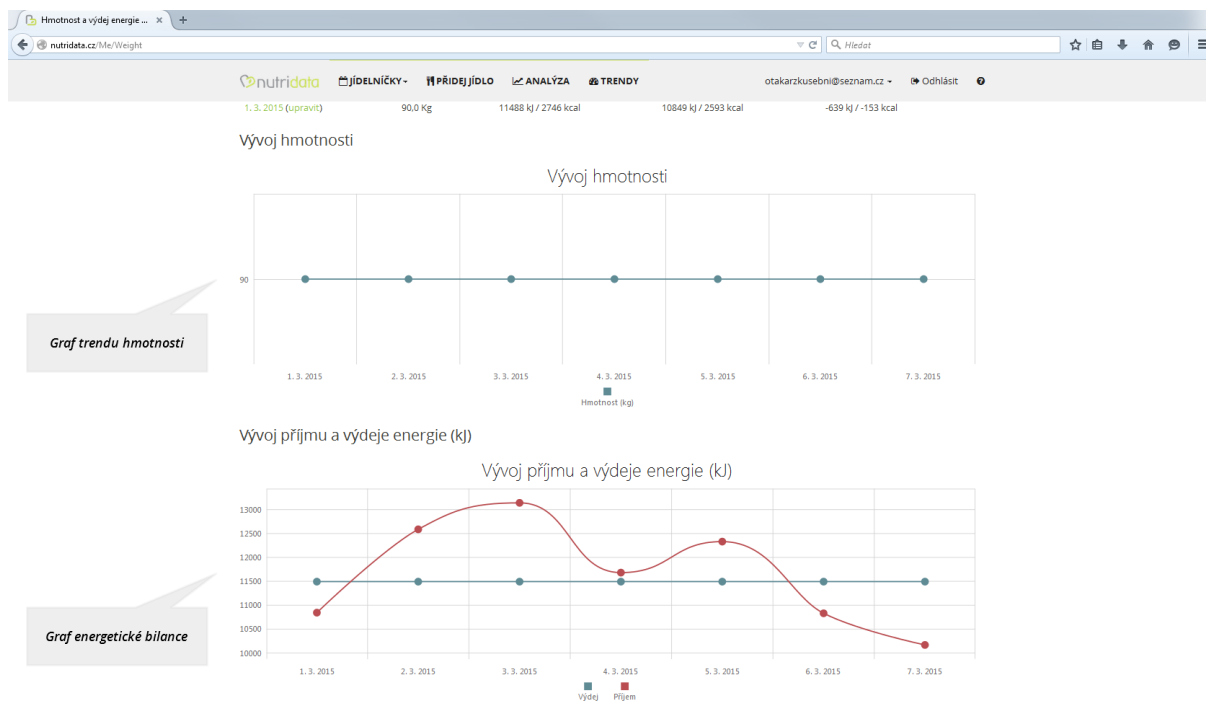 Hmotnost a výdej energie ... × +
nutridata.cz/Me/Weight
Hledat
nutridata JÍDELNÍČKY PŘIDEJ JÍDLO ANALÝZA TRENDY otakarzkusebni@seznam.cz Odhlásit ?
1. 3. 2015 (upravit) 90,0 Kg 11488 kJ / 2746 kcal 10849 kJ / 2593 kcal -639 kJ / -153 kcal
Vývoj hmotnosti
Vývoj hmotnosti
90
Graf trendu hmotnosti
1. 3. 2015 2. 3. 2015 3. 3. 2015 4. 3. 2015 5. 3. 2015 6. 3. 2015 7. 3. 2015
Hmotnost (kg)
Vývoj příjmu a výdeje energie (kJ)
Vývoj příjmu a výdeje energie (kJ)
13000
12500
12000
11500
11000
10500
10000
Graf energetické bilance
1. 3. 2015 2. 3. 2015 3. 3. 2015 4. 3. 2015 5. 3. 2015 6. 3. 2015 7. 3. 2015
Výdej Příjem